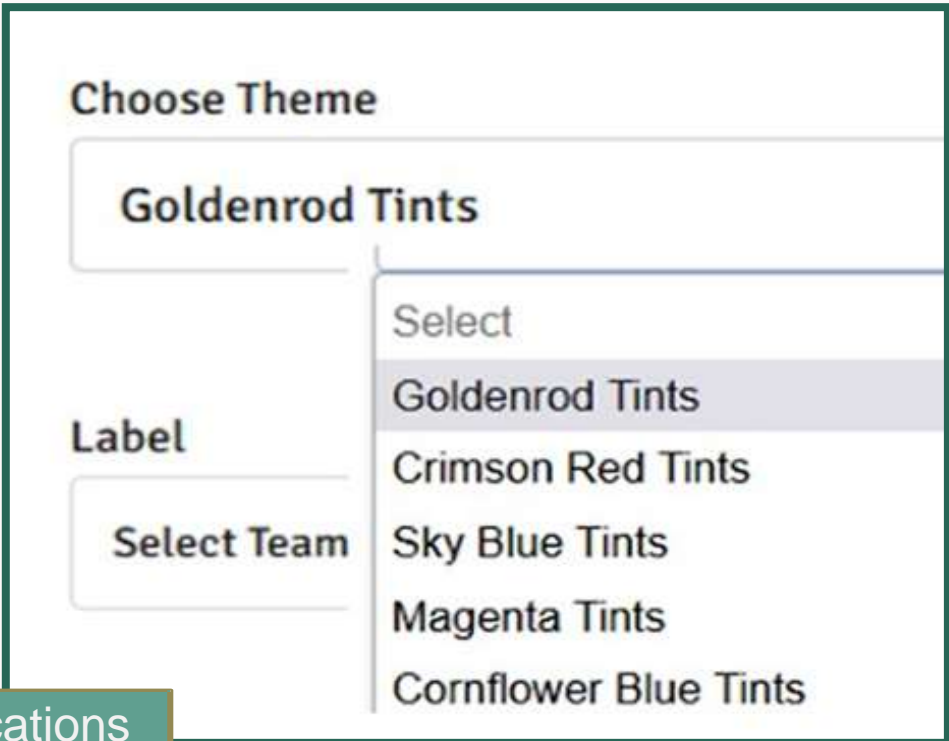 Choose Theme
Goldenrod Tints
Select
Goldenrod Tints
Label
Crimson Red Tints
Select Team
Sky Blue Tints
Magenta Tints
Cornflower Blue Tints